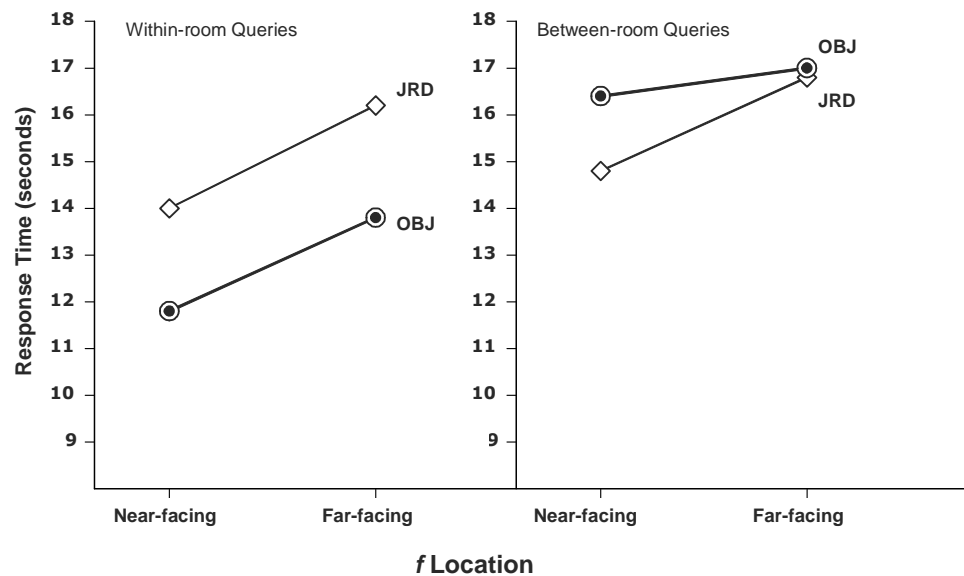 Within-room Queries
Between-room Queries
Response Time (seconds)
18
17
16
15
14
13
12
11
10
9
JRD
OBJ
18
17
16
15
14
13
12
11
10
9
OBJ
JRD
Near-facing
Far-facing
Near-facing
Far-facing
f Location